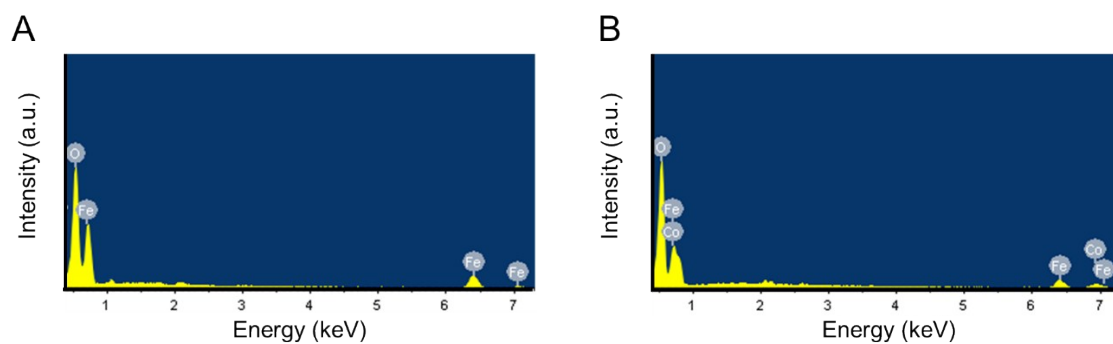 A
Intensity (a.u.)
O
Fe
Fe
Fe
1 2 3 4 5 6 7
Energy (keV)
B
Intensity (a.u.)
O
Fe
Co
Fe
Co
Fe
1 2 3 4 5 6 7
Energy (keV)